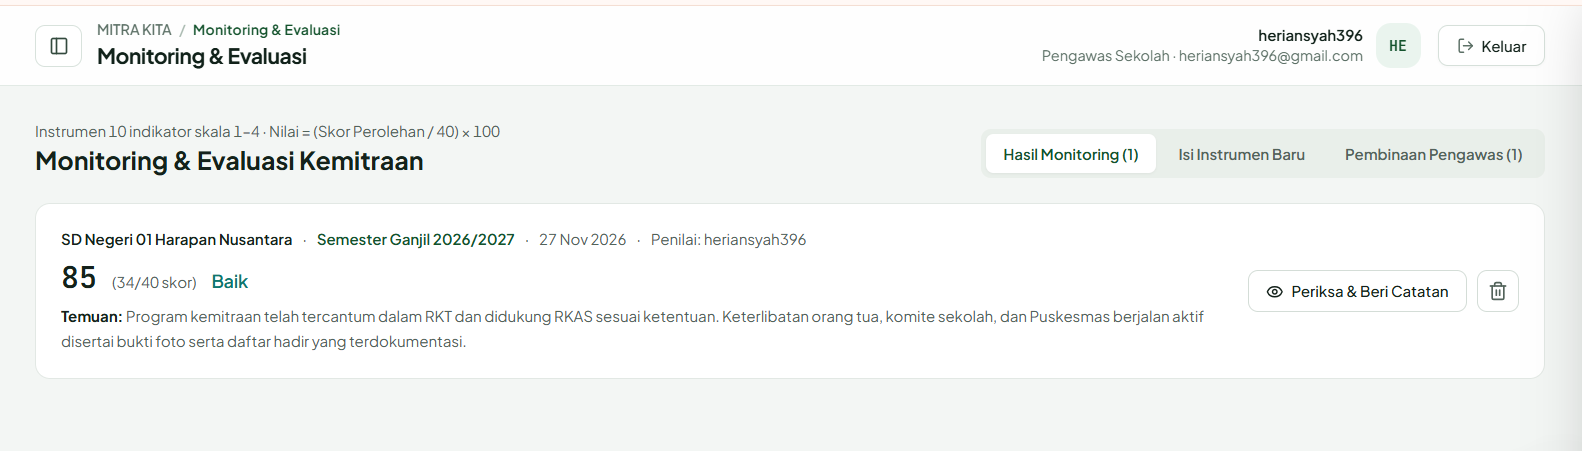 MITRA KITA / Monitoring & Evaluasi
Monitoring & Evaluasi
heriansyah396
Pengawas Sekolah · heriansyah396@gmail.com
HE
Keluar
Instrumen 10 indikator skala 1–4 · Nilai = (Skor Perolehan / 40) × 100
Monitoring & Evaluasi Kemitraan
Hasil Monitoring (1)
Isi Instrumen Baru
Pembinaan Pengawas (1)
SD Negeri 01 Harapan Nusantara · Semester Ganjil 2026/2027 · 27 Nov 2026 · Penilai: heriansyah396
85 (34/40 skor) Baik
Periksa & Beri Catatan
Temuan: Program kemitraan telah tercantum dalam RKT dan didukung RKAS sesuai ketentuan. Keterlibatan orang tua, komite sekolah, dan Puskesmas berjalan aktif
disertai bukti foto serta daftar hadir yang terdokumentasi.